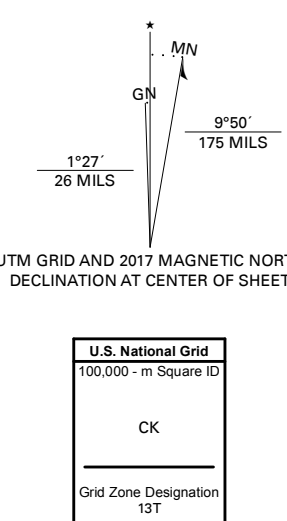 ★
MN
GN
9°50´
175 MILS
1°27´
26 MILS
UTM GRID AND 2017 MAGNETIC NORT
DECLINATION AT CENTER OF SHEET
U.S. National Grid
100,000 - m Square ID
CK
Grid Zone Designation
13T